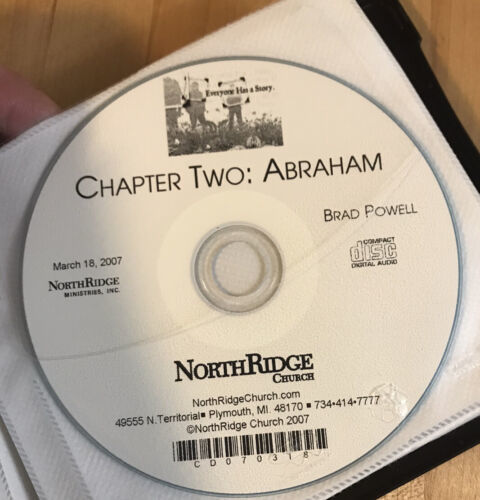 Everyone Has a Story.
CHAPTER TWO: ABRAHAM
BRAD POWELL
March 18, 2007
NORTHRIDGE
MINISTRIES, INC.
COMPACT
disc
DIGITAL AUDIO
NORTHRIDGE
CHURCH
NorthRidgeChurch.com
49555 N.Territorial■ Plymouth, MI. 48170 ■ 734•414•7777
©NorthRidge Church 2007
CD070318